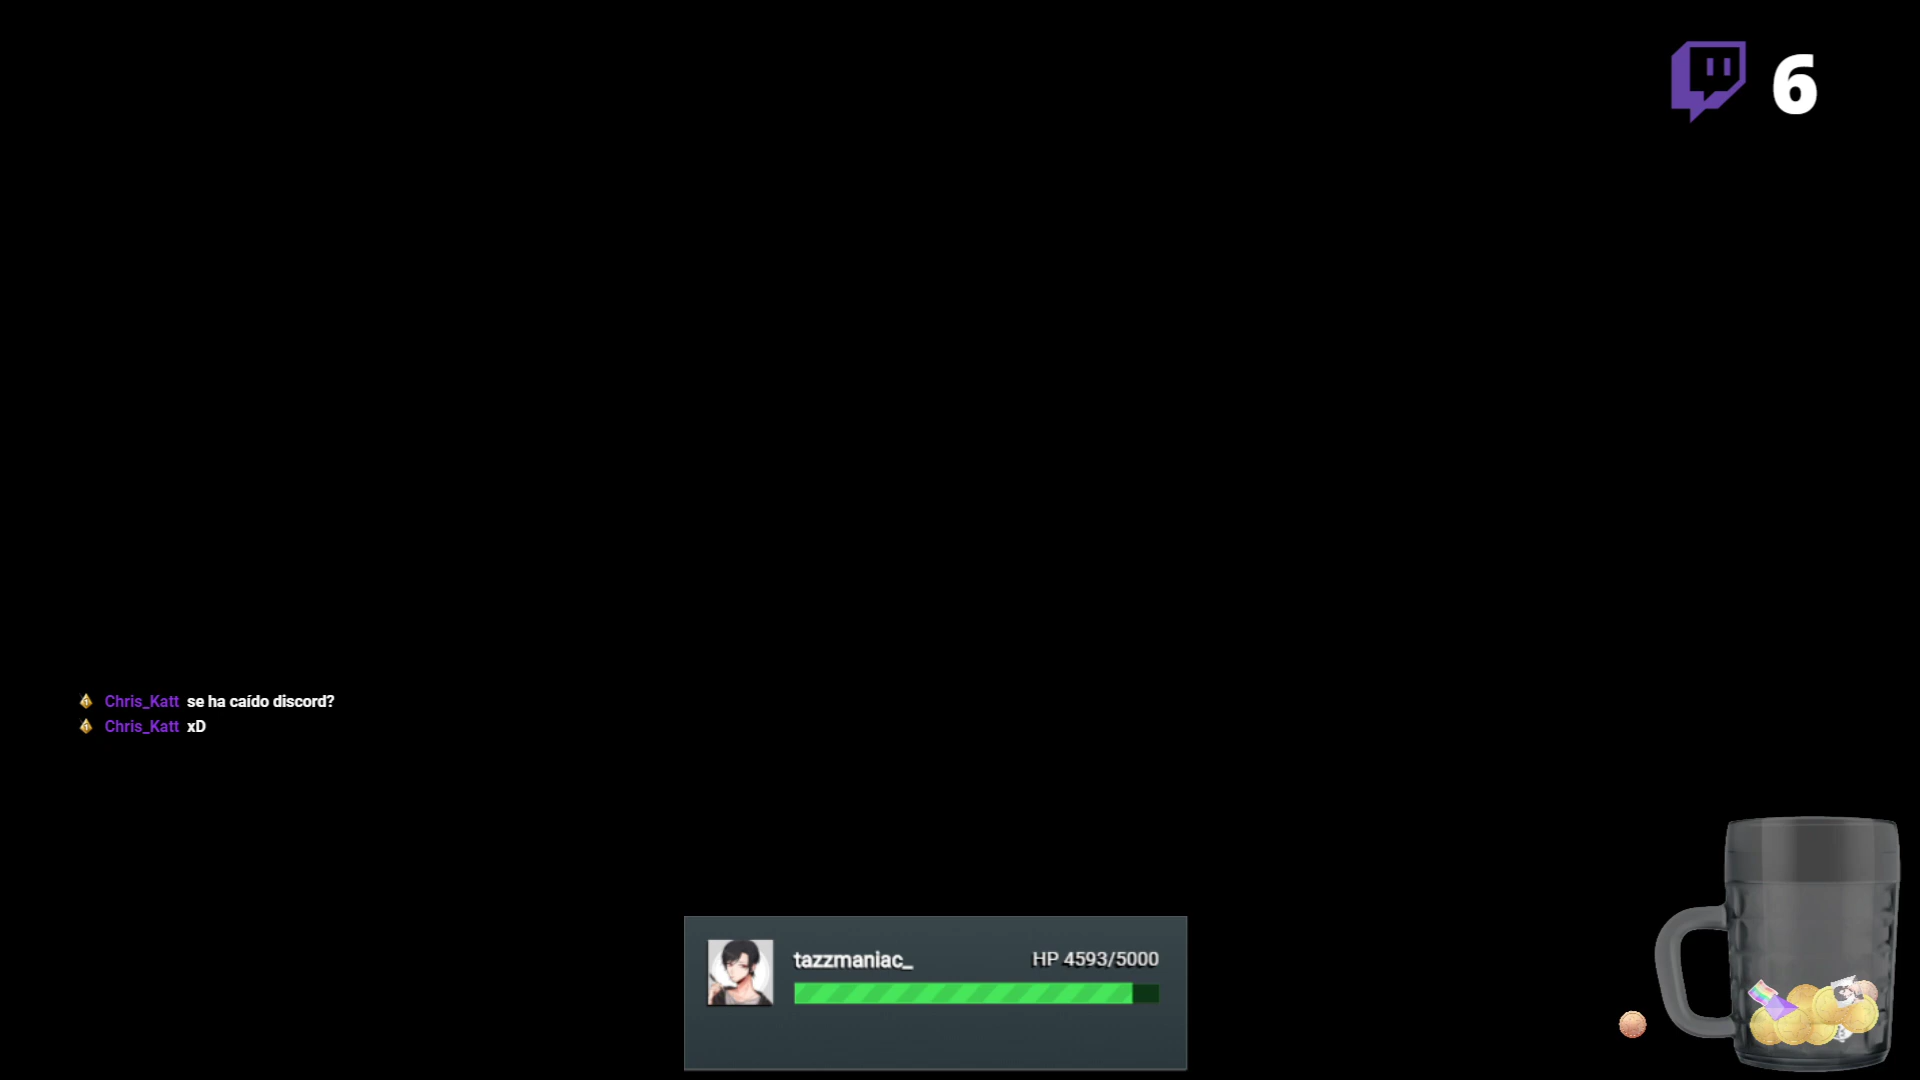 6
Chris_Katt se ha caído discord?
Chris_Katt xD
tazzmaniac_ HP 4593/5000